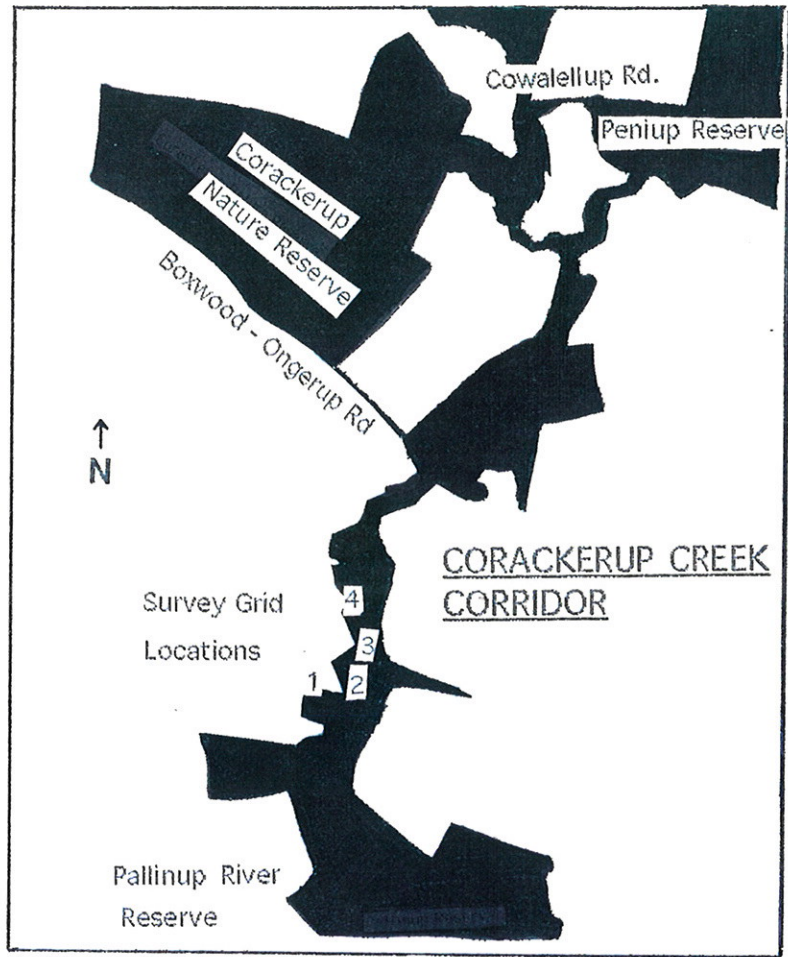 Cowalellup Rd.
Peniup Reserve
Corackerup
Nature Reserve
Boxwood - Ongerup Rd
N
CORACKERUP CREEK
CORRIDOR
Survey Grid
Locations
4
3
1
2
Pallinup River
Reserve